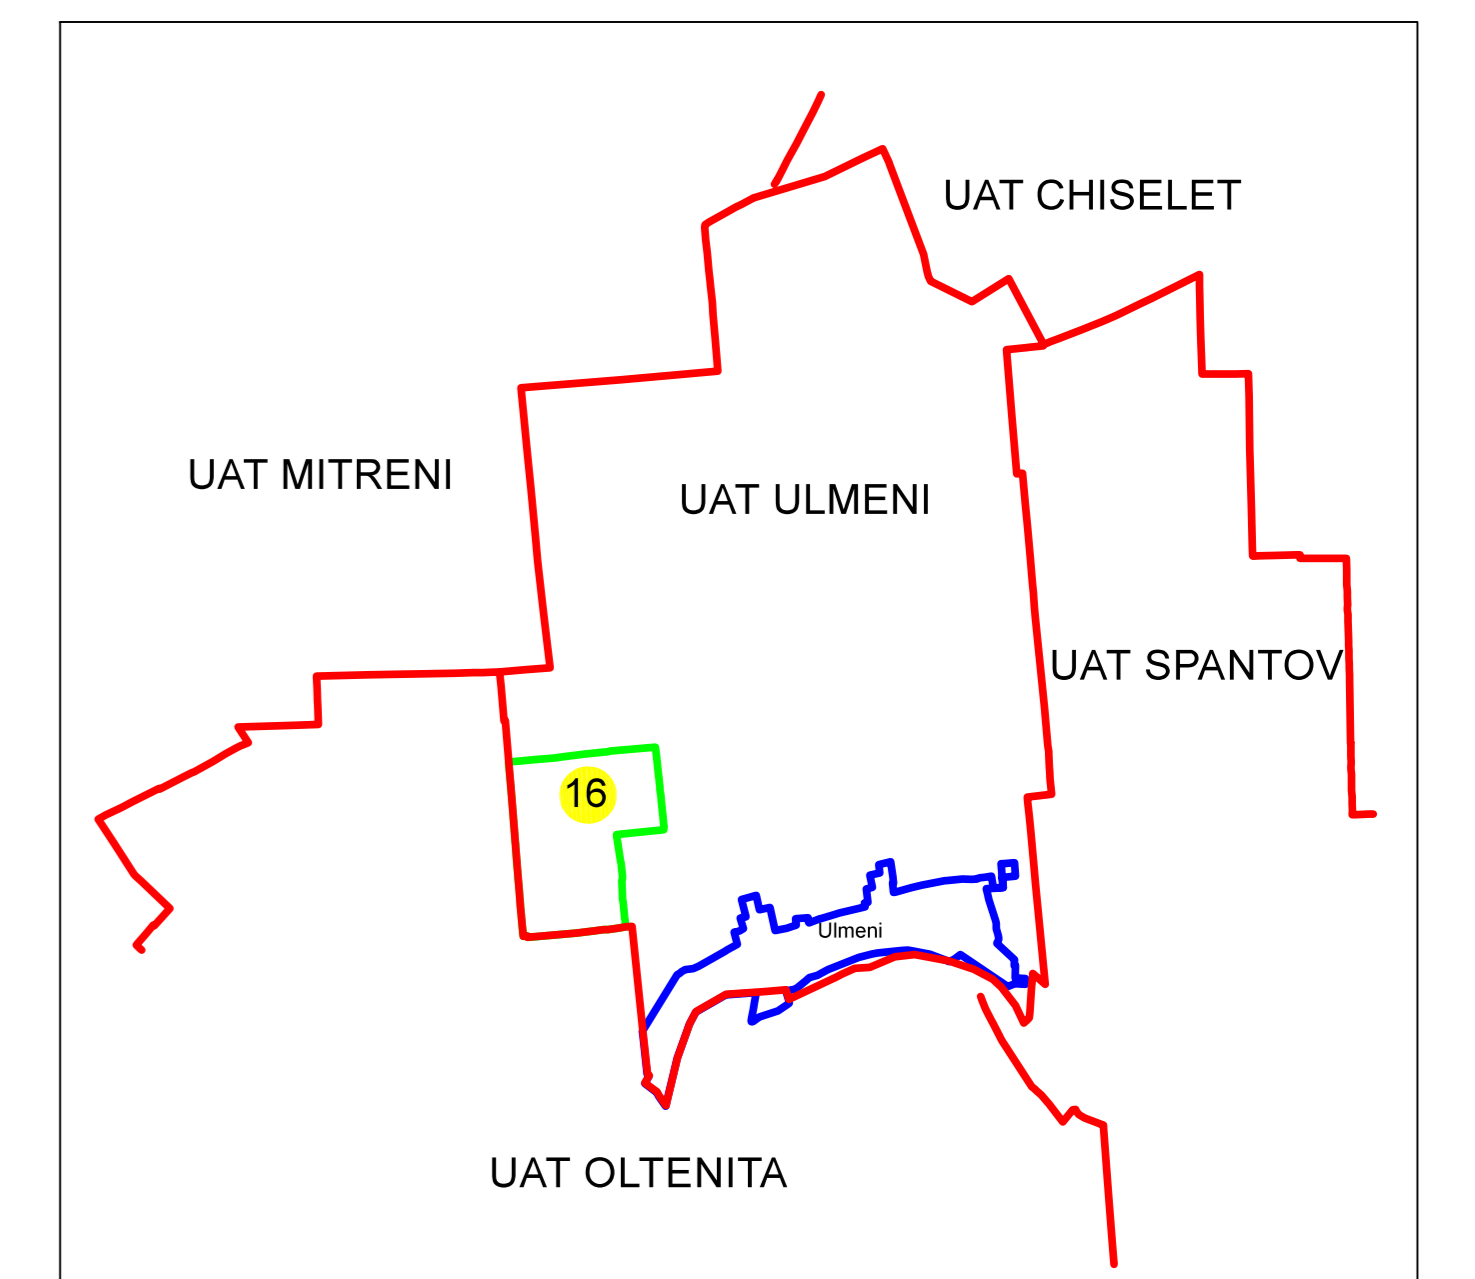 UAT CHISELET
UAT MITRENI
UAT ULMENI
UAT SPANTOV
16
Ulmeni
UAT OLTENITA